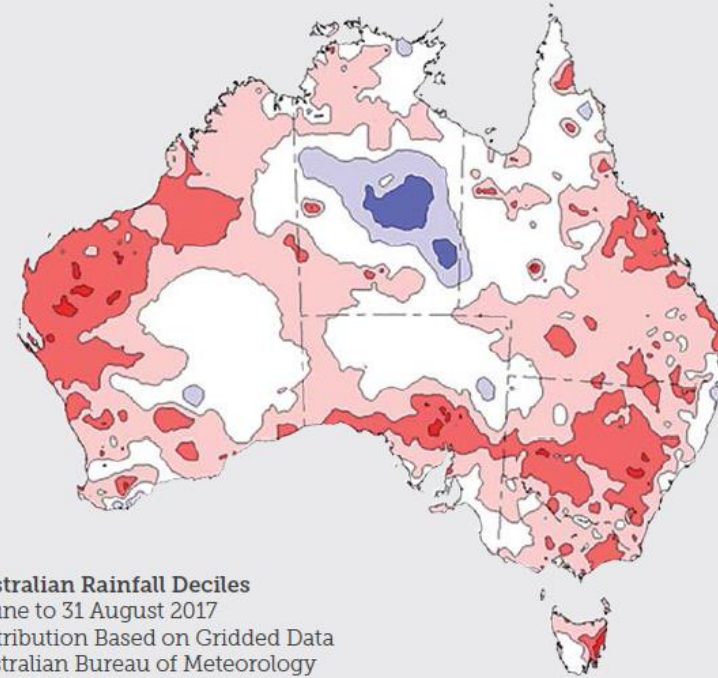 stralian Rainfall Deciles
une to 31 August 2017
tribution Based on Gridded Data
stralian Bureau of Meteorology